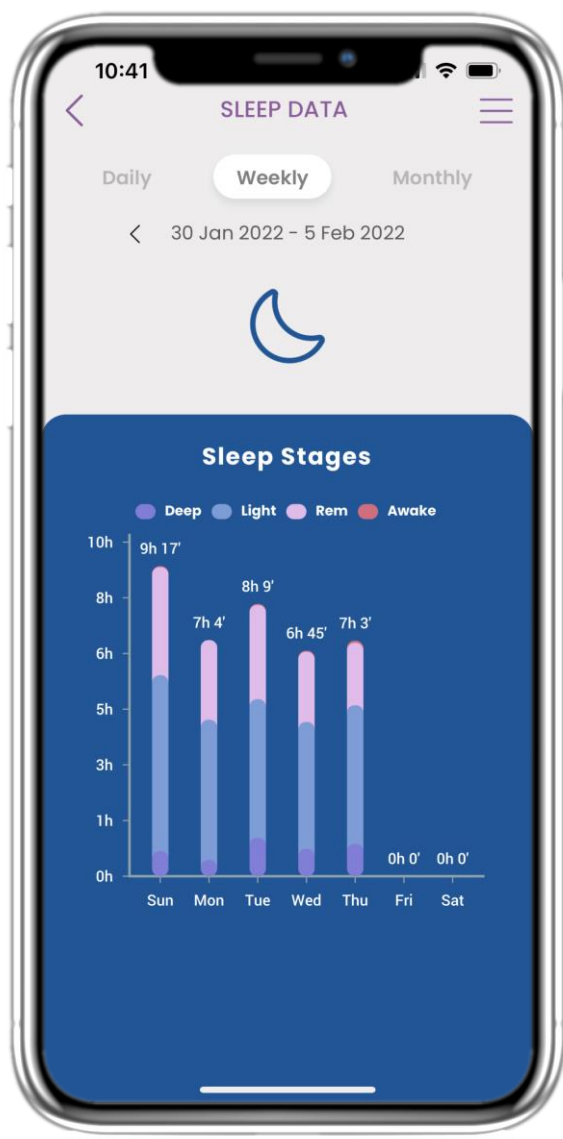 10:41
SLEEP DATA
Daily Weekly Monthly
30 Jan 2022 - 5 Feb 2022
Sleep Stages
Deep Light Rem Awake
10h
9h 17'
8h 9'
8h
7h 4'
6h 45'
7h 3'
6h
5h
3h
1h
0h 0'
0h 0'
0h
Sun Mon Tue Wed Thu Fri Sat